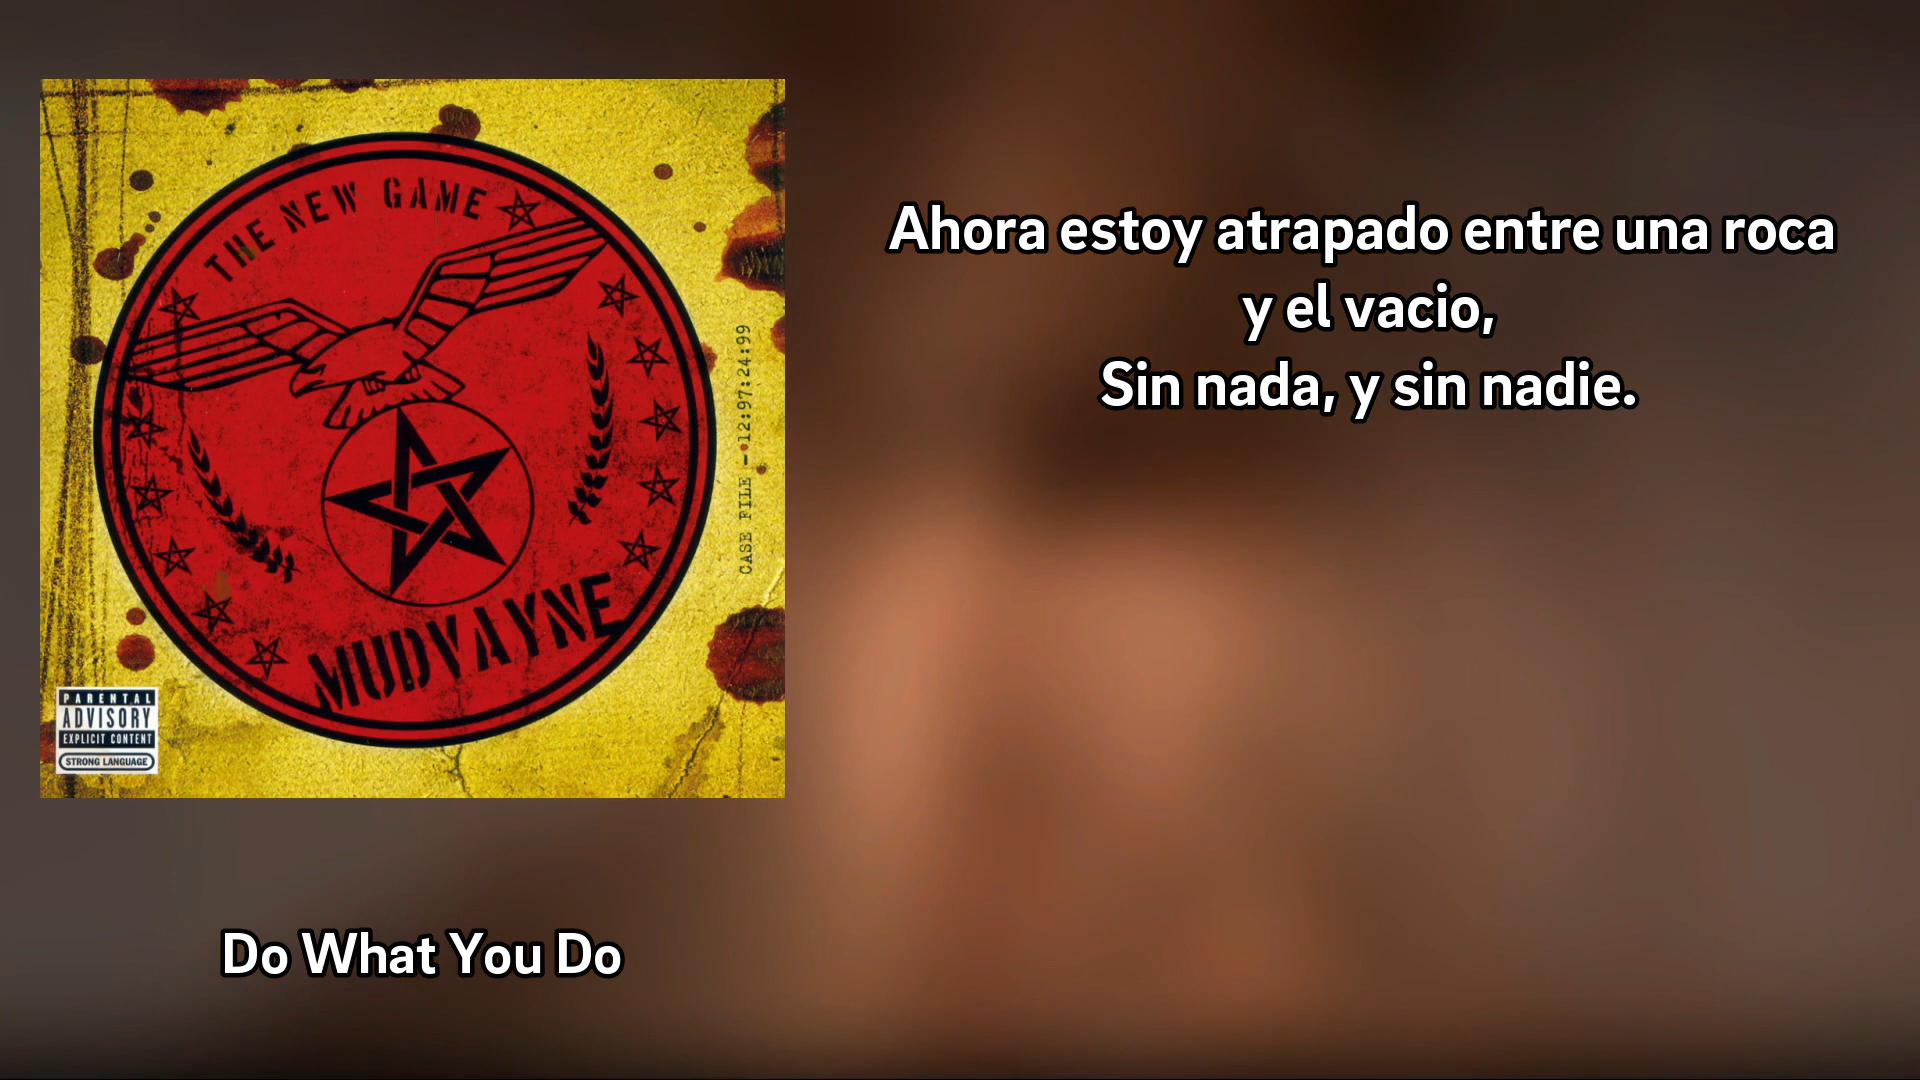 THE NEW GAME
MUDVAYNE
CASE FILE - 12:97:24:99
PARENTAL
ADVISORY
EXPLICIT CONTENT
STRONG LANGUAGE
Ahora estoy atrapado entre una roca
y el vacio,
Sin nada, y sin nadie.
Do What You Do